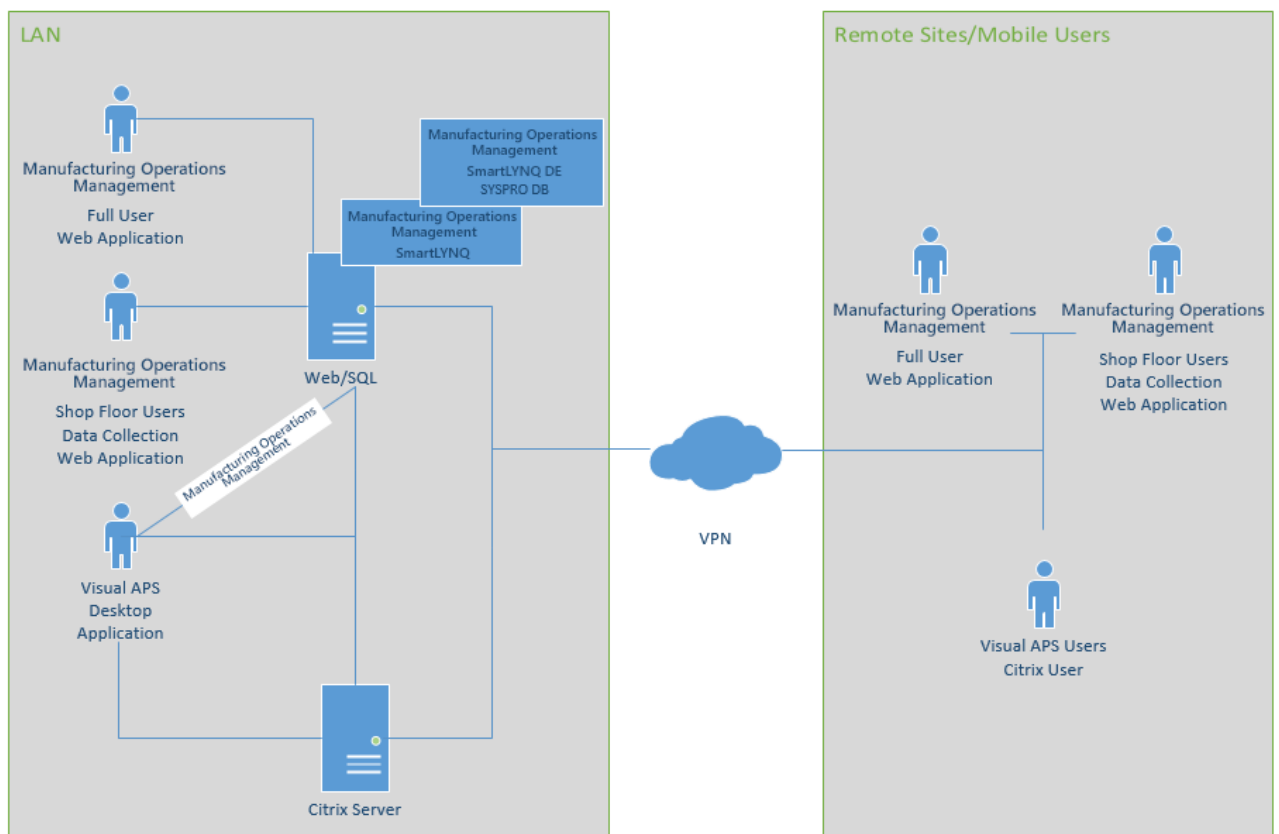 LAN
Manufacturing Operations
Management
Full User
Web Application
Manufacturing Operations
Management
SmartLYNQ DE
SYSPRO DB
Manufacturing Operations
Management
SmartLYNQ
Web/SQL
Manufacturing Operations
Management
Shop Floor Users
Data Collection
Web Application
Manufacturing Operations
Management
Visual APS
Desktop
Application
Citrix Server
VPN
Remote Sites/Mobile Users
Manufacturing Operations
Management
Full User
Web Application
Manufacturing Operations
Management
Shop Floor Users
Data Collection
Web Application
Visual APS Users
Citrix User